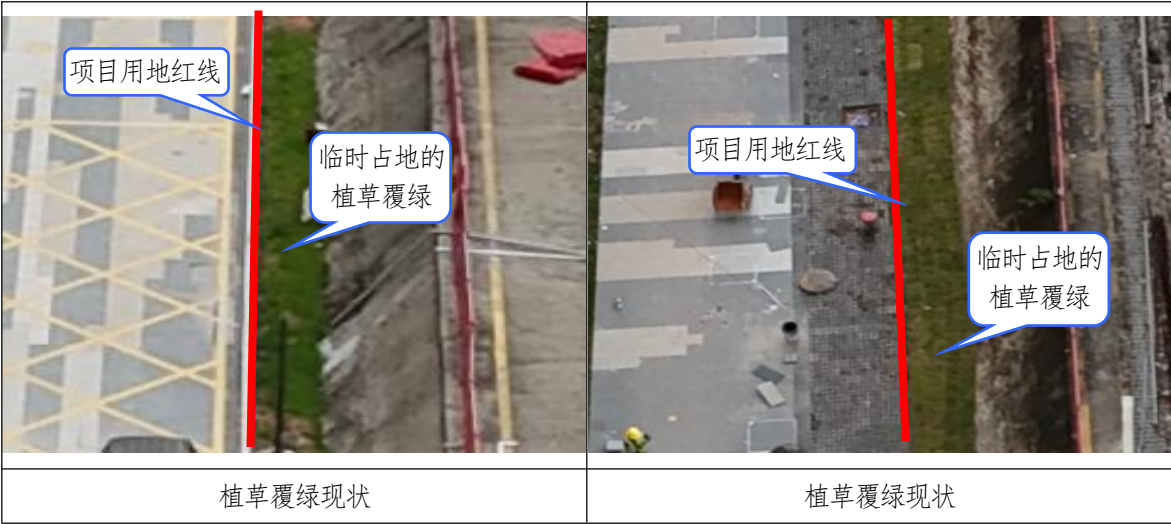 项目用地红线
临时占地的
植草覆绿
项目用地红线
临时占地的
植草覆绿
植草覆绿现状
植草覆绿现状